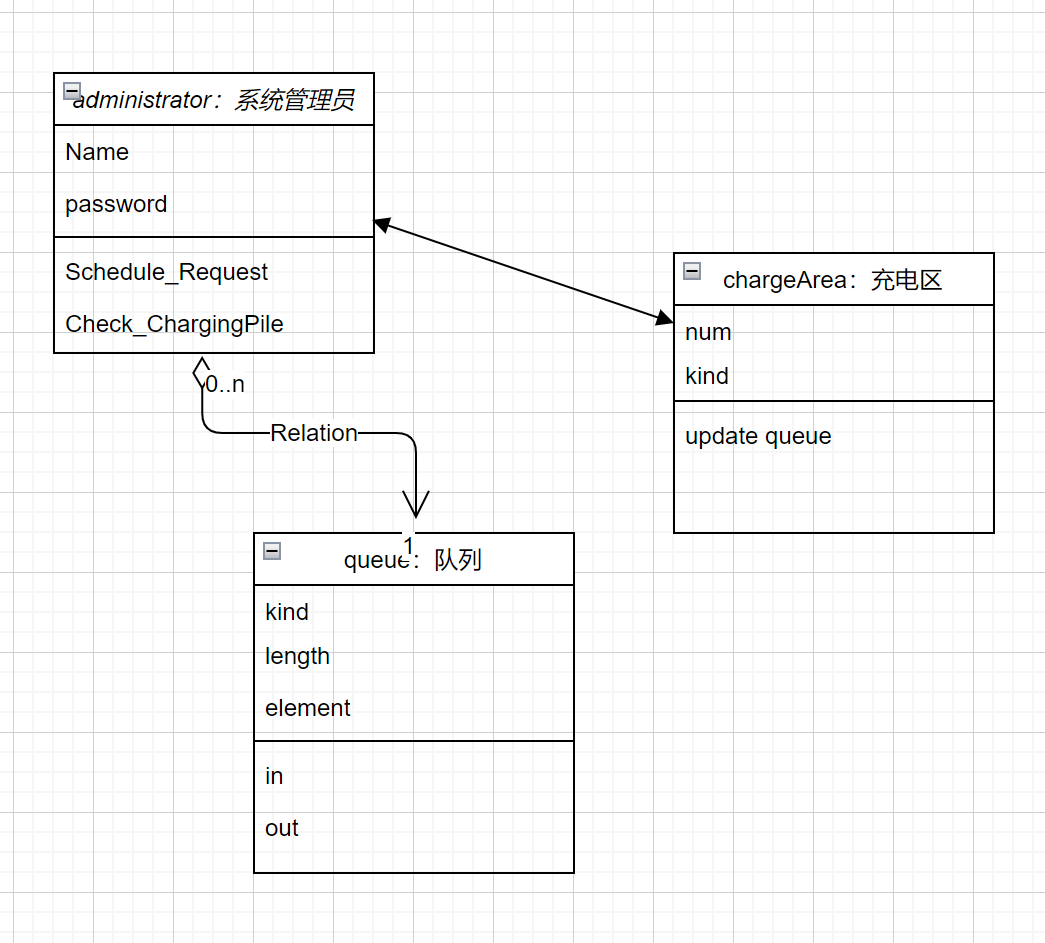 administrator：系统管理员
Name
password
Schedule_Request
Check_ChargingPile
chargeArea：充电区
num
kind
update queue
0..n
Relation
1
queue：队列
kind
length
element
in
out